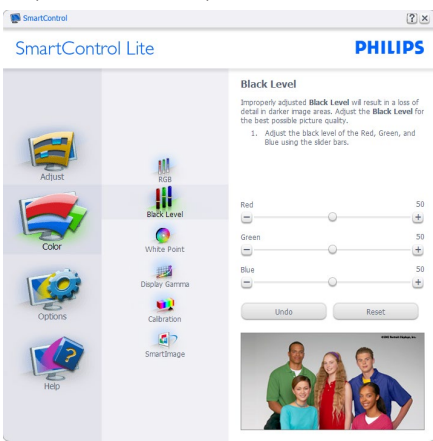 SmartControl
SmartControl Lite
PHILIPS
Adjust
Color
Options
Help
RGB
Black Level
White Point
Display Gamma
Calibration
SmartImage
Black Level
Improperly adjusted Black Level will result in a loss of
detail in darker image areas. Adjust the Black Level for
the best possible picture quality.
1. Adjust the black level of the Red, Green, and
Blue using the slider bars.
Red 50
Green 50
Blue 50
Undo Reset